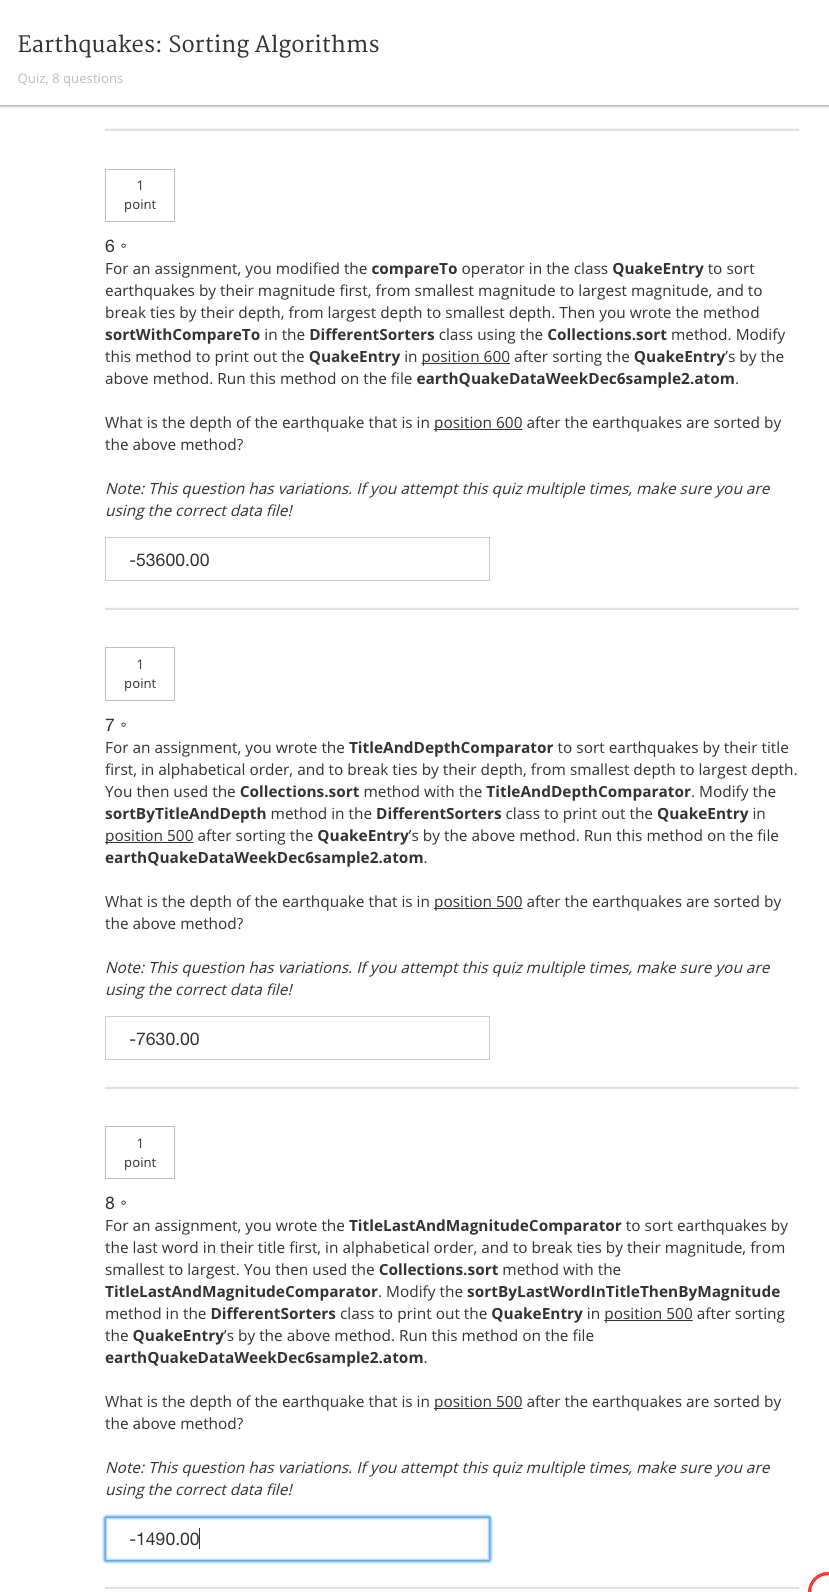 Earthquakes: Sorting Algorithms
Quiz, 8 questions
1
point
6 °
For an assignment, you modified the compareTo operator in the class QuakeEntry to sort
earthquakes by their magnitude first, from smallest magnitude to largest magnitude, and to
break ties by their depth, from largest depth to smallest depth. Then you wrote the method
sortWithCompareTo in the DifferentSorters class using the Collections.sort method. Modify
this method to print out the QuakeEntry in position 600 after sorting the QuakeEntry's by the
above method. Run this method on the file earthQuakeDataWeekDec6sample2.atom.
What is the depth of the earthquake that is in position 600 after the earthquakes are sorted by
the above method?
Note: This question has variations. If you attempt this quiz multiple times, make sure you are
using the correct data file!
-53600.00
1
point
7 °
For an assignment, you wrote the TitleAndDepthComparator to sort earthquakes by their title
first, in alphabetical order, and to break ties by their depth, from smallest depth to largest depth.
You then used the Collections.sort method with the TitleAndDepthComparator. Modify the
sortByTitleAndDepth method in the DifferentSorters class to print out the QuakeEntry in
position 500 after sorting the QuakeEntry's by the above method. Run this method on the file
earthQuakeDataWeekDec6sample2.atom.
What is the depth of the earthquake that is in position 500 after the earthquakes are sorted by
the above method?
Note: This question has variations. If you attempt this quiz multiple times, make sure you are
using the correct data file!
-7630.00
1
point
8 °
For an assignment, you wrote the TitleLastAndMagnitudeComparator to sort earthquakes by
the last word in their title first, in alphabetical order, and to break ties by their magnitude, from
smallest to largest. You then used the Collections.sort method with the
TitleLastAndMagnitudeComparator. Modify the sortByLastWordInTitleThenByMagnitude
method in the DifferentSorters class to print out the QuakeEntry in position 500 after sorting
the QuakeEntry's by the above method. Run this method on the file
earthQuakeDataWeekDec6sample2.atom.
What is the depth of the earthquake that is in position 500 after the earthquakes are sorted by
the above method?
Note: This question has variations. If you attempt this quiz multiple times, make sure you are
using the correct data file!
-1490.00